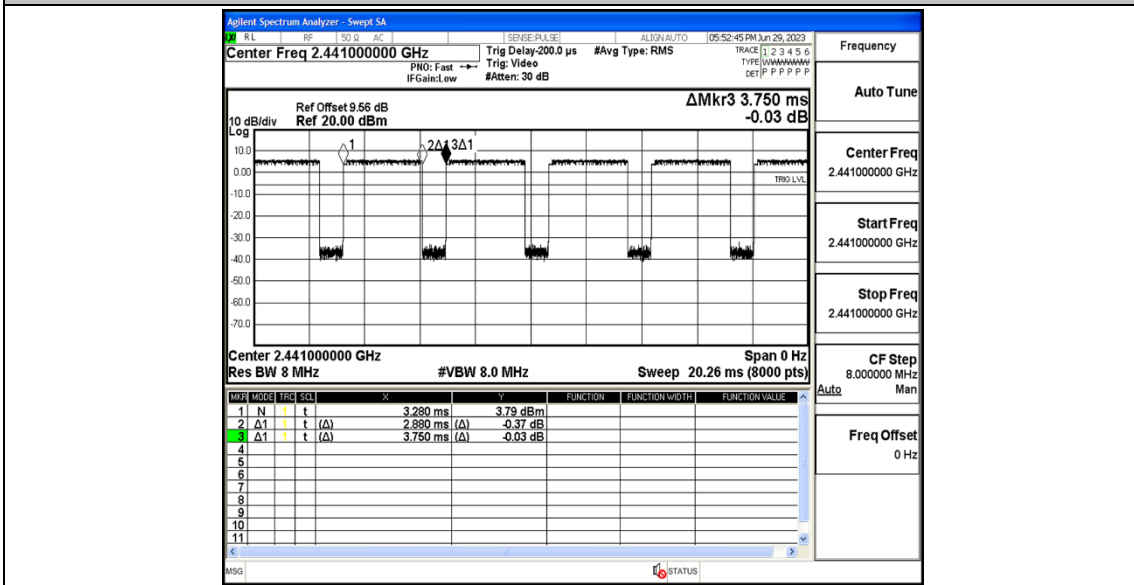 Agilent Spectrum Analyzer - Swept SA
LXI RL RF 50 Ω AC SENSE:PULSE ALIGNAUTO 05:52:45 PM Jun 29, 2023
Center Freq 2.441000000 GHz Trig Delay-200.0 µs #Avg Type: RMS TRACE 1 2 3 4 5 6
PNO: Fast Trig: Video TYPE WWWWWW
IFGain:Low #Atten: 30 dB DET P P P P P P
ΔMkr3 3.750 ms
-0.03 dB
Ref Offset 9.56 dB
10 dB/div Ref 20.00 dBm
Log
10.0
0.00
-10.0
-20.0
-30.0
-40.0
-50.0
-60.0
-70.0
1 2Δ1 3Δ1
TRIG LVL
Center 2.441000000 GHz Span 0 Hz
Res BW 8 MHz #VBW 8.0 MHz Sweep 20.26 ms (8000 pts)
MKR MODE TRC SCL X Y FUNCTION FUNCTION WIDTH FUNCTION VALUE
1 N 1 t 3.280 ms 3.79 dBm
2 Δ1 1 t (Δ) 2.880 ms (Δ) -0.37 dB
3 Δ1 1 t (Δ) 3.750 ms (Δ) -0.03 dB
4
5
6
7
8
9
10
11
MSG STATUS
Frequency
Auto Tune
Center Freq
2.441000000 GHz
Start Freq
2.441000000 GHz
Stop Freq
2.441000000 GHz
CF Step
8.000000 MHz
Auto Man
Freq Offset
0 Hz